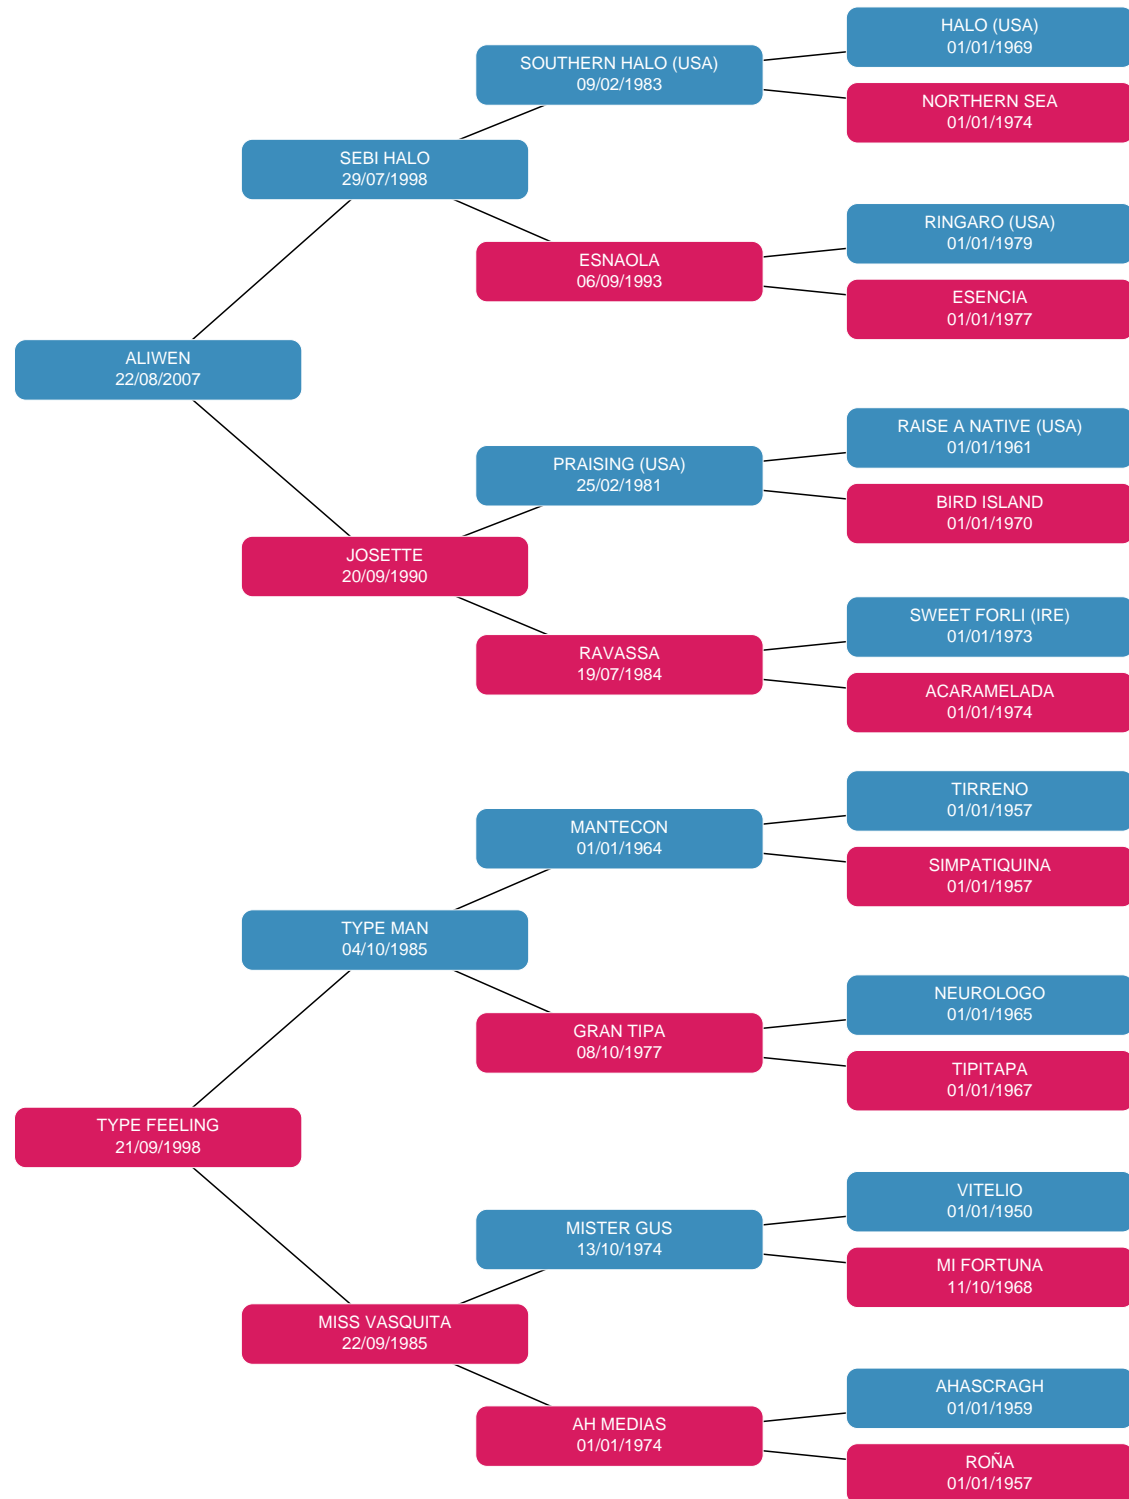 HALO (USA)
01/01/1969
SOUTHERN HALO (USA)
09/02/1983
NORTHERN SEA
01/01/1974
SEBI HALO
29/07/1998
RINGARO (USA)
01/01/1979
ESNAOLA
06/09/1993
ESENCIA
01/01/1977
ALIWEN
22/08/2007
RAISE A NATIVE (USA)
01/01/1961
PRAISING (USA)
25/02/1981
BIRD ISLAND
01/01/1970
JOSETTE
20/09/1990
SWEET FORLI (IRE)
01/01/1973
RAVASSA
19/07/1984
ACARAMELADA
01/01/1974
TIRRENO
01/01/1957
MANTECON
01/01/1964
SIMPATIQUINA
01/01/1957
TYPE MAN
04/10/1985
NEUROLOGO
01/01/1965
GRAN TIPA
08/10/1977
TIPITAPA
01/01/1967
TYPE FEELING
21/09/1998
VITELIO
01/01/1950
MISTER GUS
13/10/1974
MI FORTUNA
11/10/1968
MISS VASQUITA
22/09/1985
AHASCRAGH
01/01/1959
AH MEDIAS
01/01/1974
ROÑA
01/01/1957